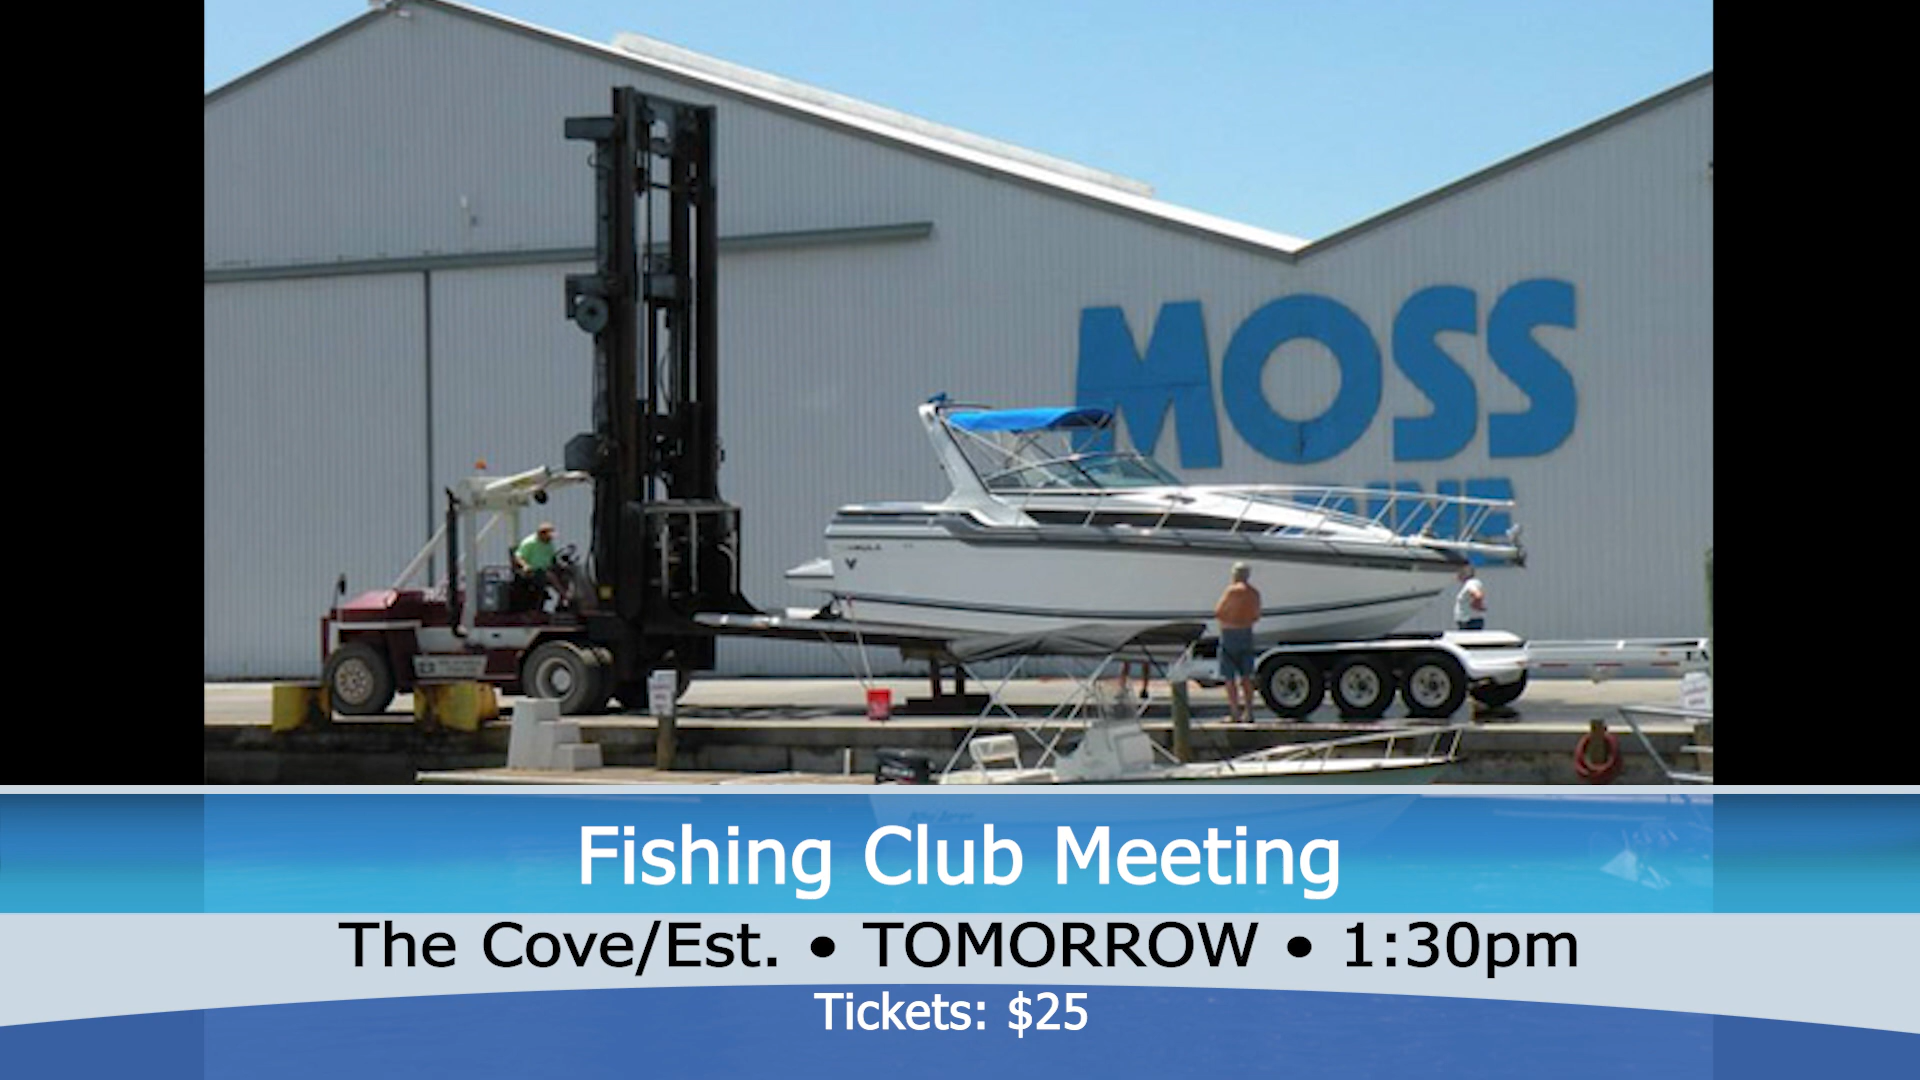 MOSS
Fishing Club Meeting
The Cove/Est. • TOMORROW • 1:30pm
Tickets: $25